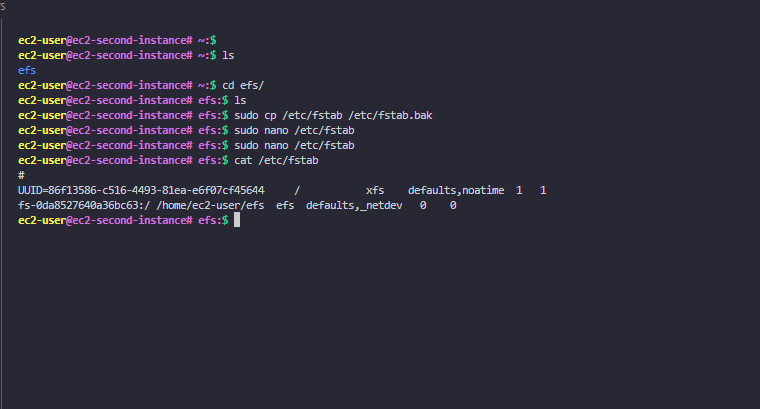 ec2-user@ec2-second-instance# ~:$
ec2-user@ec2-second-instance# ~:$ ls
efs
ec2-user@ec2-second-instance# ~:$ cd efs/
ec2-user@ec2-second-instance# efs:$ ls
ec2-user@ec2-second-instance# efs:$ sudo cp /etc/fstab /etc/fstab.bak
ec2-user@ec2-second-instance# efs:$ sudo nano /etc/fstab
ec2-user@ec2-second-instance# efs:$ sudo nano /etc/fstab
ec2-user@ec2-second-instance# efs:$ cat /etc/fstab
#
UUID=86f13586-c516-4493-81ea-e6f07cf45644     /           xfs    defaults,noatime  1   1
fs-0da8527640a36bc63:/ /home/ec2-user/efs  efs  defaults,_netdev   0    0
ec2-user@ec2-second-instance# efs:$